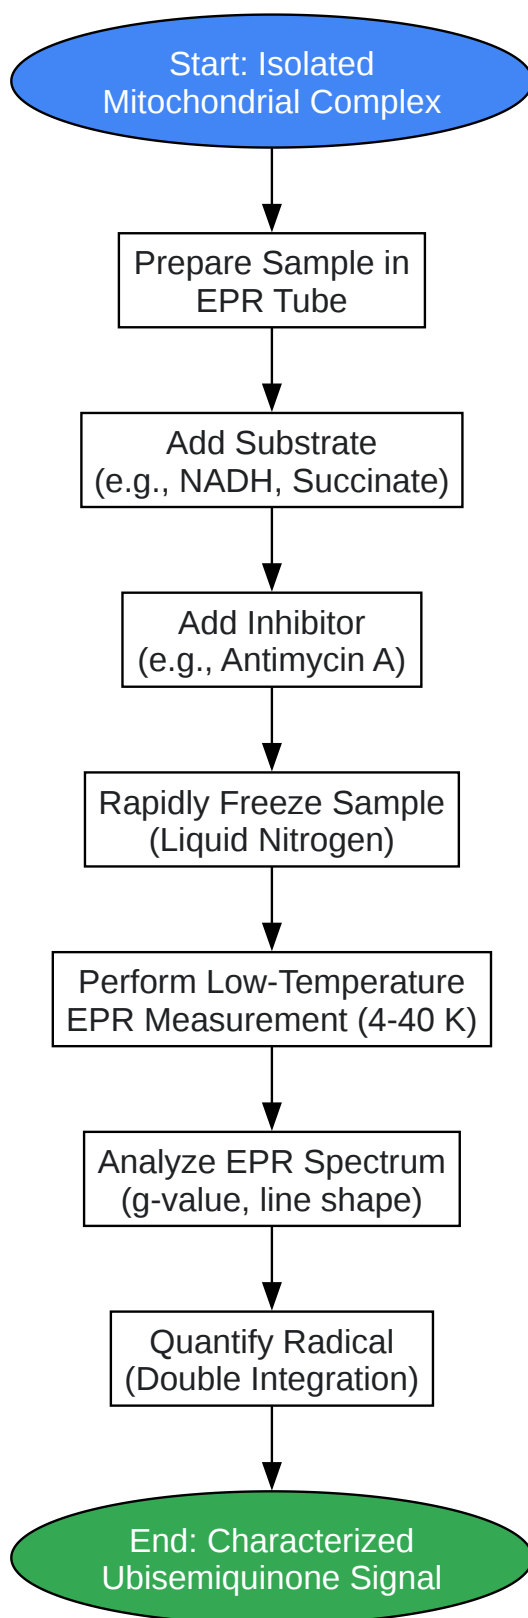 Start: Isolated
Mitochondrial Complex
Prepare Sample in
EPR Tube
Add Substrate
(e.g., NADH, Succinate)
Add Inhibitor
(e.g., Antimycin A)
Rapidly Freeze Sample
(Liquid Nitrogen)
Perform Low-Temperature
EPR Measurement (4-40 K)
Analyze EPR Spectrum
(g-value, line shape)
Quantify Radical
(Double Integration)
End: Characterized
Ubisemiquinone Signal